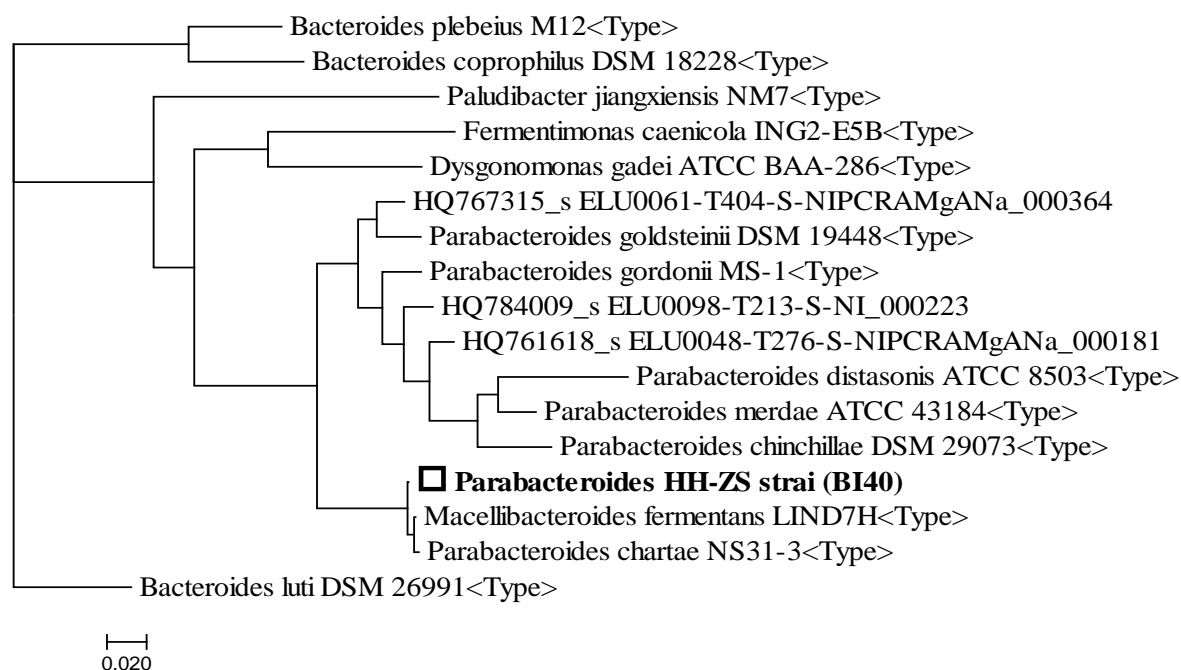 Bacteroides plebeius M12<Type>
Bacteroides coprophilus DSM 18228<Type>
Paludibacter jiangxiensis NM7<Type>
Fermentimonas caenicola ING2-E5B<Type>
Dysgonomonas gadei ATCC BAA-286<Type>
HQ767315_s ELU0061-T404-S-NIPCRAMgANa_000364
Parabacteroides goldsteinii DSM 19448<Type>
Parabacteroides gordonii MS-1<Type>
HQ784009_s ELU0098-T213-S-NI_000223
HQ761618_s ELU0048-T276-S-NIPCRAMgANa_000181
Parabacteroides distasonis ATCC 8503<Type>
Parabacteroides merdae ATCC 43184<Type>
Parabacteroides chinchillae DSM 29073<Type>
Parabacteroides HH-ZS strai (BI40)
Macellibacteroides fermentans LIND7H<Type>
Parabacteroides chartae NS31-3<Type>
Bacteroides luti DSM 26991<Type>
0.020